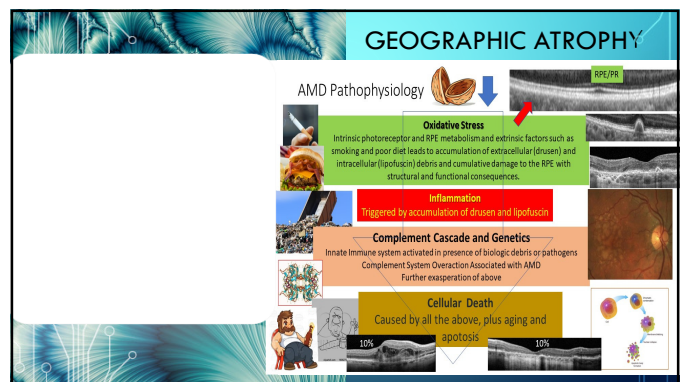 GEOGRAPHIC ATROPHY
AMD Pathophysiology
RPE/PR
Oxidative Stress
Intrinsic photoreceptor and RPE metabolism and extrinsic factors such as
smoking and poor diet leads to accumulation of extracellular (drusen) and
intracellular (lipofuscin) debris and cumulative damage to the RPE with
structural and functional consequences.
Inflammation
Triggered by accumulation of drusen and lipofuscin
Complement Cascade and Genetics
Innate Immune system activated in presence of biologic debris or pathogens
Complement System Overaction Associated with AMD
Further exasperation of above
Cellular Death
Caused by all the above, plus aging and
apotosis
10%
10%